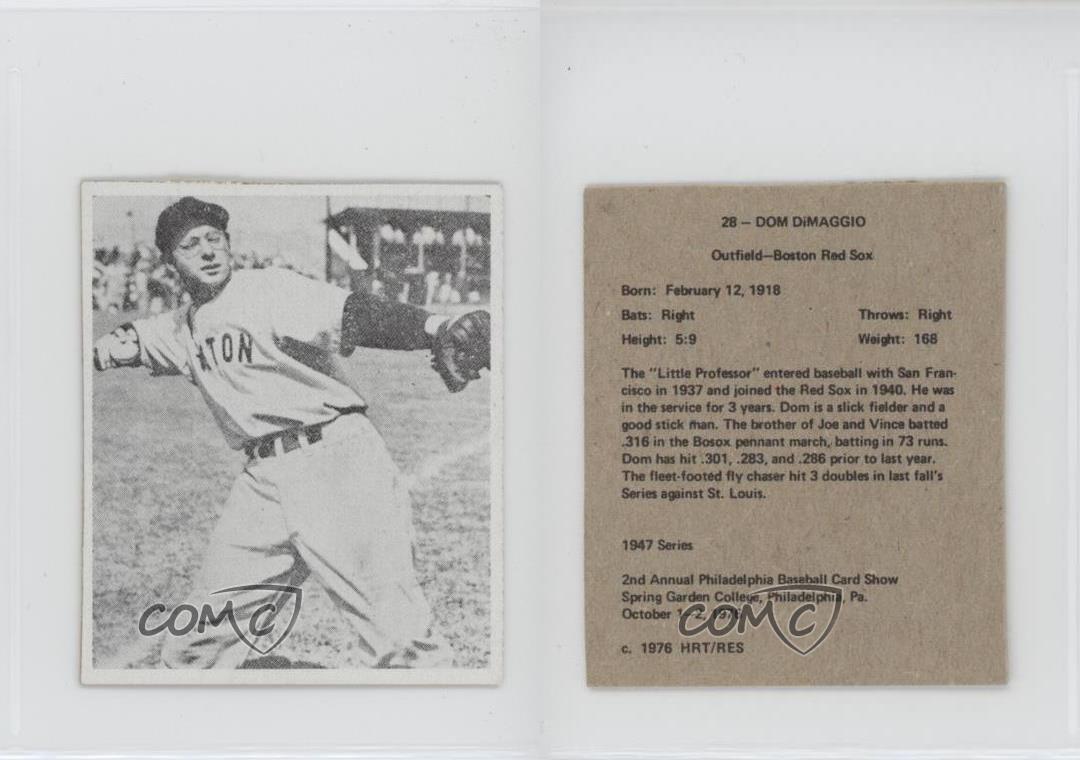 TON
COMC
28 – DOM DiMAGGIO
Outfield—Boston Red Sox
Born: February 12, 1918
Bats: Right Throws: Right
Height: 5:9 Weight: 168
The "Little Professor" entered baseball with San Fran-
cisco in 1937 and joined the Red Sox in 1940. He was
in the service for 3 years. Dom is a slick fielder and a
good stick man. The brother of Joe and Vince batted
.316 in the Bosox pennant march, batting in 73 runs.
Dom has hit .301, .283, and .286 prior to last year.
The fleet-footed fly chaser hit 3 doubles in last fall's
Series against St. Louis.
1947 Series
2nd Annual Philadelphia Baseball Card Show
Spring Garden College, Philadelphia, Pa.
October 1-2, 1976
COMC
c. 1976 HRT/RES